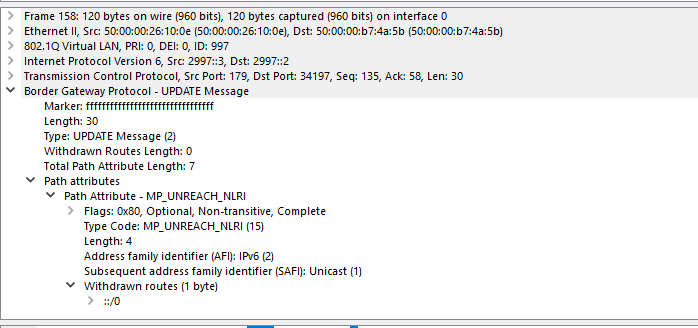 Frame 158: 120 bytes on wire (960 bits), 120 bytes captured (960 bits) on interface 0
Ethernet II, Src: 50:00:00:26:10:0e (50:00:00:26:10:0e), Dst: 50:00:00:b7:4a:5b (50:00:00:b7:4a:5b)
802.1Q Virtual LAN, PRI: 0, DEI: 0, ID: 997
Internet Protocol Version 6, Src: 2997::3, Dst: 2997::2
Transmission Control Protocol, Src Port: 179, Dst Port: 34197, Seq: 135, Ack: 58, Len: 30
Border Gateway Protocol - UPDATE Message
Marker: ffffffffffffffffffffffffffffffff
Length: 30
Type: UPDATE Message (2)
Withdrawn Routes Length: 0
Total Path Attribute Length: 7
Path attributes
Path Attribute - MP_UNREACH_NLRI
Flags: 0x80, Optional, Non-transitive, Complete
Type Code: MP_UNREACH_NLRI (15)
Length: 4
Address family identifier (AFI): IPv6 (2)
Subsequent address family identifier (SAFI): Unicast (1)
Withdrawn routes (1 byte)
::/0